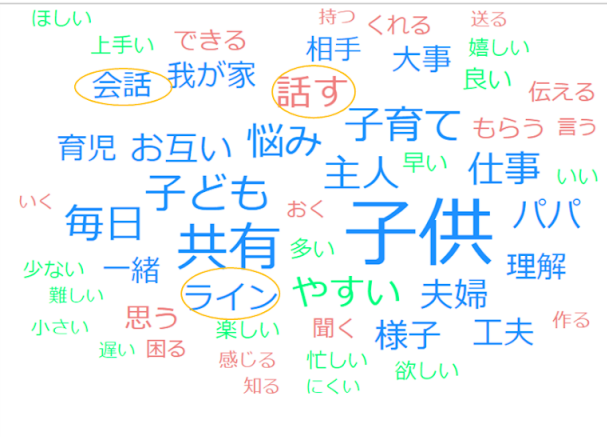 ほしい 持つ くれる 送る
上手い できる 相手 大事 嬉しい
会話 我が家 話す 良い 伝える
育児 お互い 悩み 子育て もらう 言う
子ども 主人 早い 仕事 いい
いく 毎日 共有 おく 子供 パパ
少ない 一緒 多い 理解
難しい ライン やすい 夫婦
小さい 思う 楽しい 聞く 様子 工夫 作る
遅い 困る 感じる 忙しい 欲しい
知る にくい